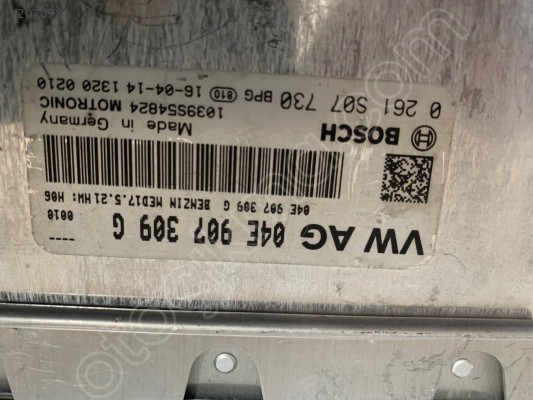 VW AG 04E 907 309 G
04E 907 309 G BENZIN MED17.5.21 HW: H06
0010 ----
BOSCH
Made in Germany
1039S54824 MOTRONIC
0 261 S07 730 BPG 810 16-04-14 1320 0210